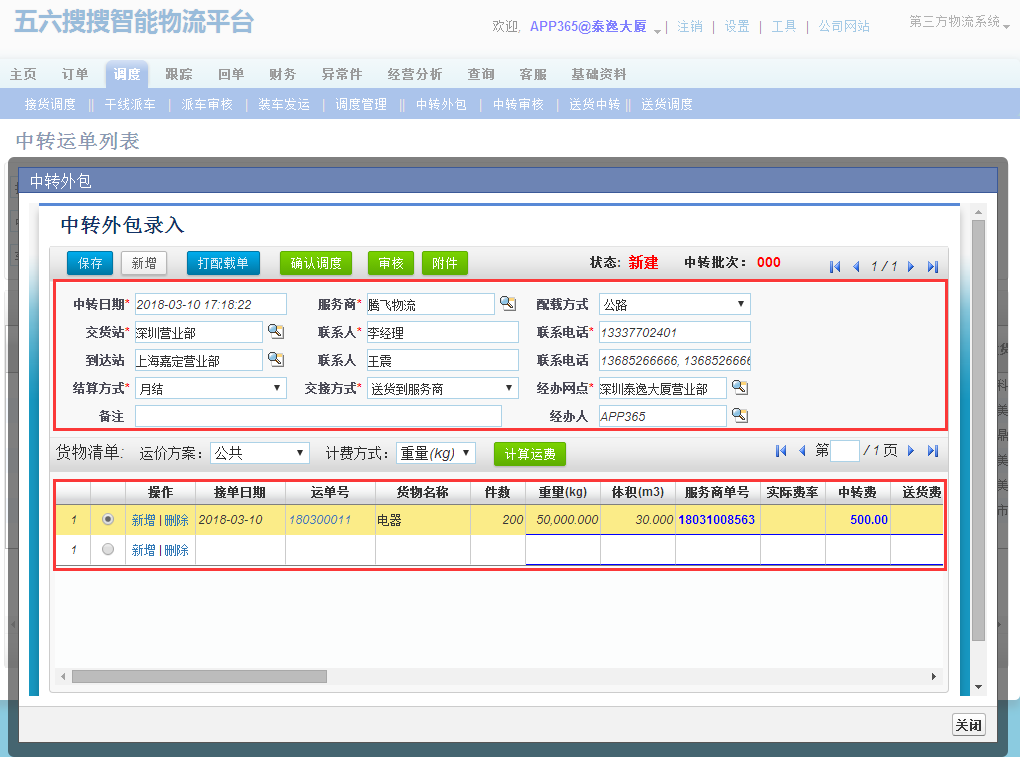 五六搜搜智能物流平台
欢迎, APP365@泰逸大厦 | 注销 | 设置 | 工具 | 公司网站 第三方物流系统
主页 订单 调度 跟踪 回单 财务 异常件 经营分析 查询 客服 基础资料
接货调度 || 干线派车 | 派车审核 | 装车发运 | 调度管理 || 中转外包 | 中转审核 | 送货中转 || 送货调度
中转运单列表
中转外包
中转外包录入
保存 新增 打配载单 确认调度 审核 附件 状态: 新建 中转批次: 000 1 / 1
中转日期* 2018-03-10 17:18:22 服务商* 腾飞物流 配载方式 公路
交货站* 深圳营业部 联系人* 李经理 联系电话* 13337702401
到达站 上海嘉定营业部 联系人 王震 联系电话 13685266666, 1368526666
结算方式* 月结 交接方式* 送货到服务商 经办网点* 深圳泰逸大厦营业部
备注 经办人 APP365
货物清单: 运价方案: 公共 计费方式: 重量(kg) 计算运费 第 / 1 页
操作 接单日期 运单号 货物名称 件数 重量(kg) 体积(m3) 服务商单号 实际费率 中转费 送货费
1 新增 | 删除 2018-03-10 180300011 电器 200 50,000.000 30.000 18031008563 500.00
1 新增 | 删除
关闭